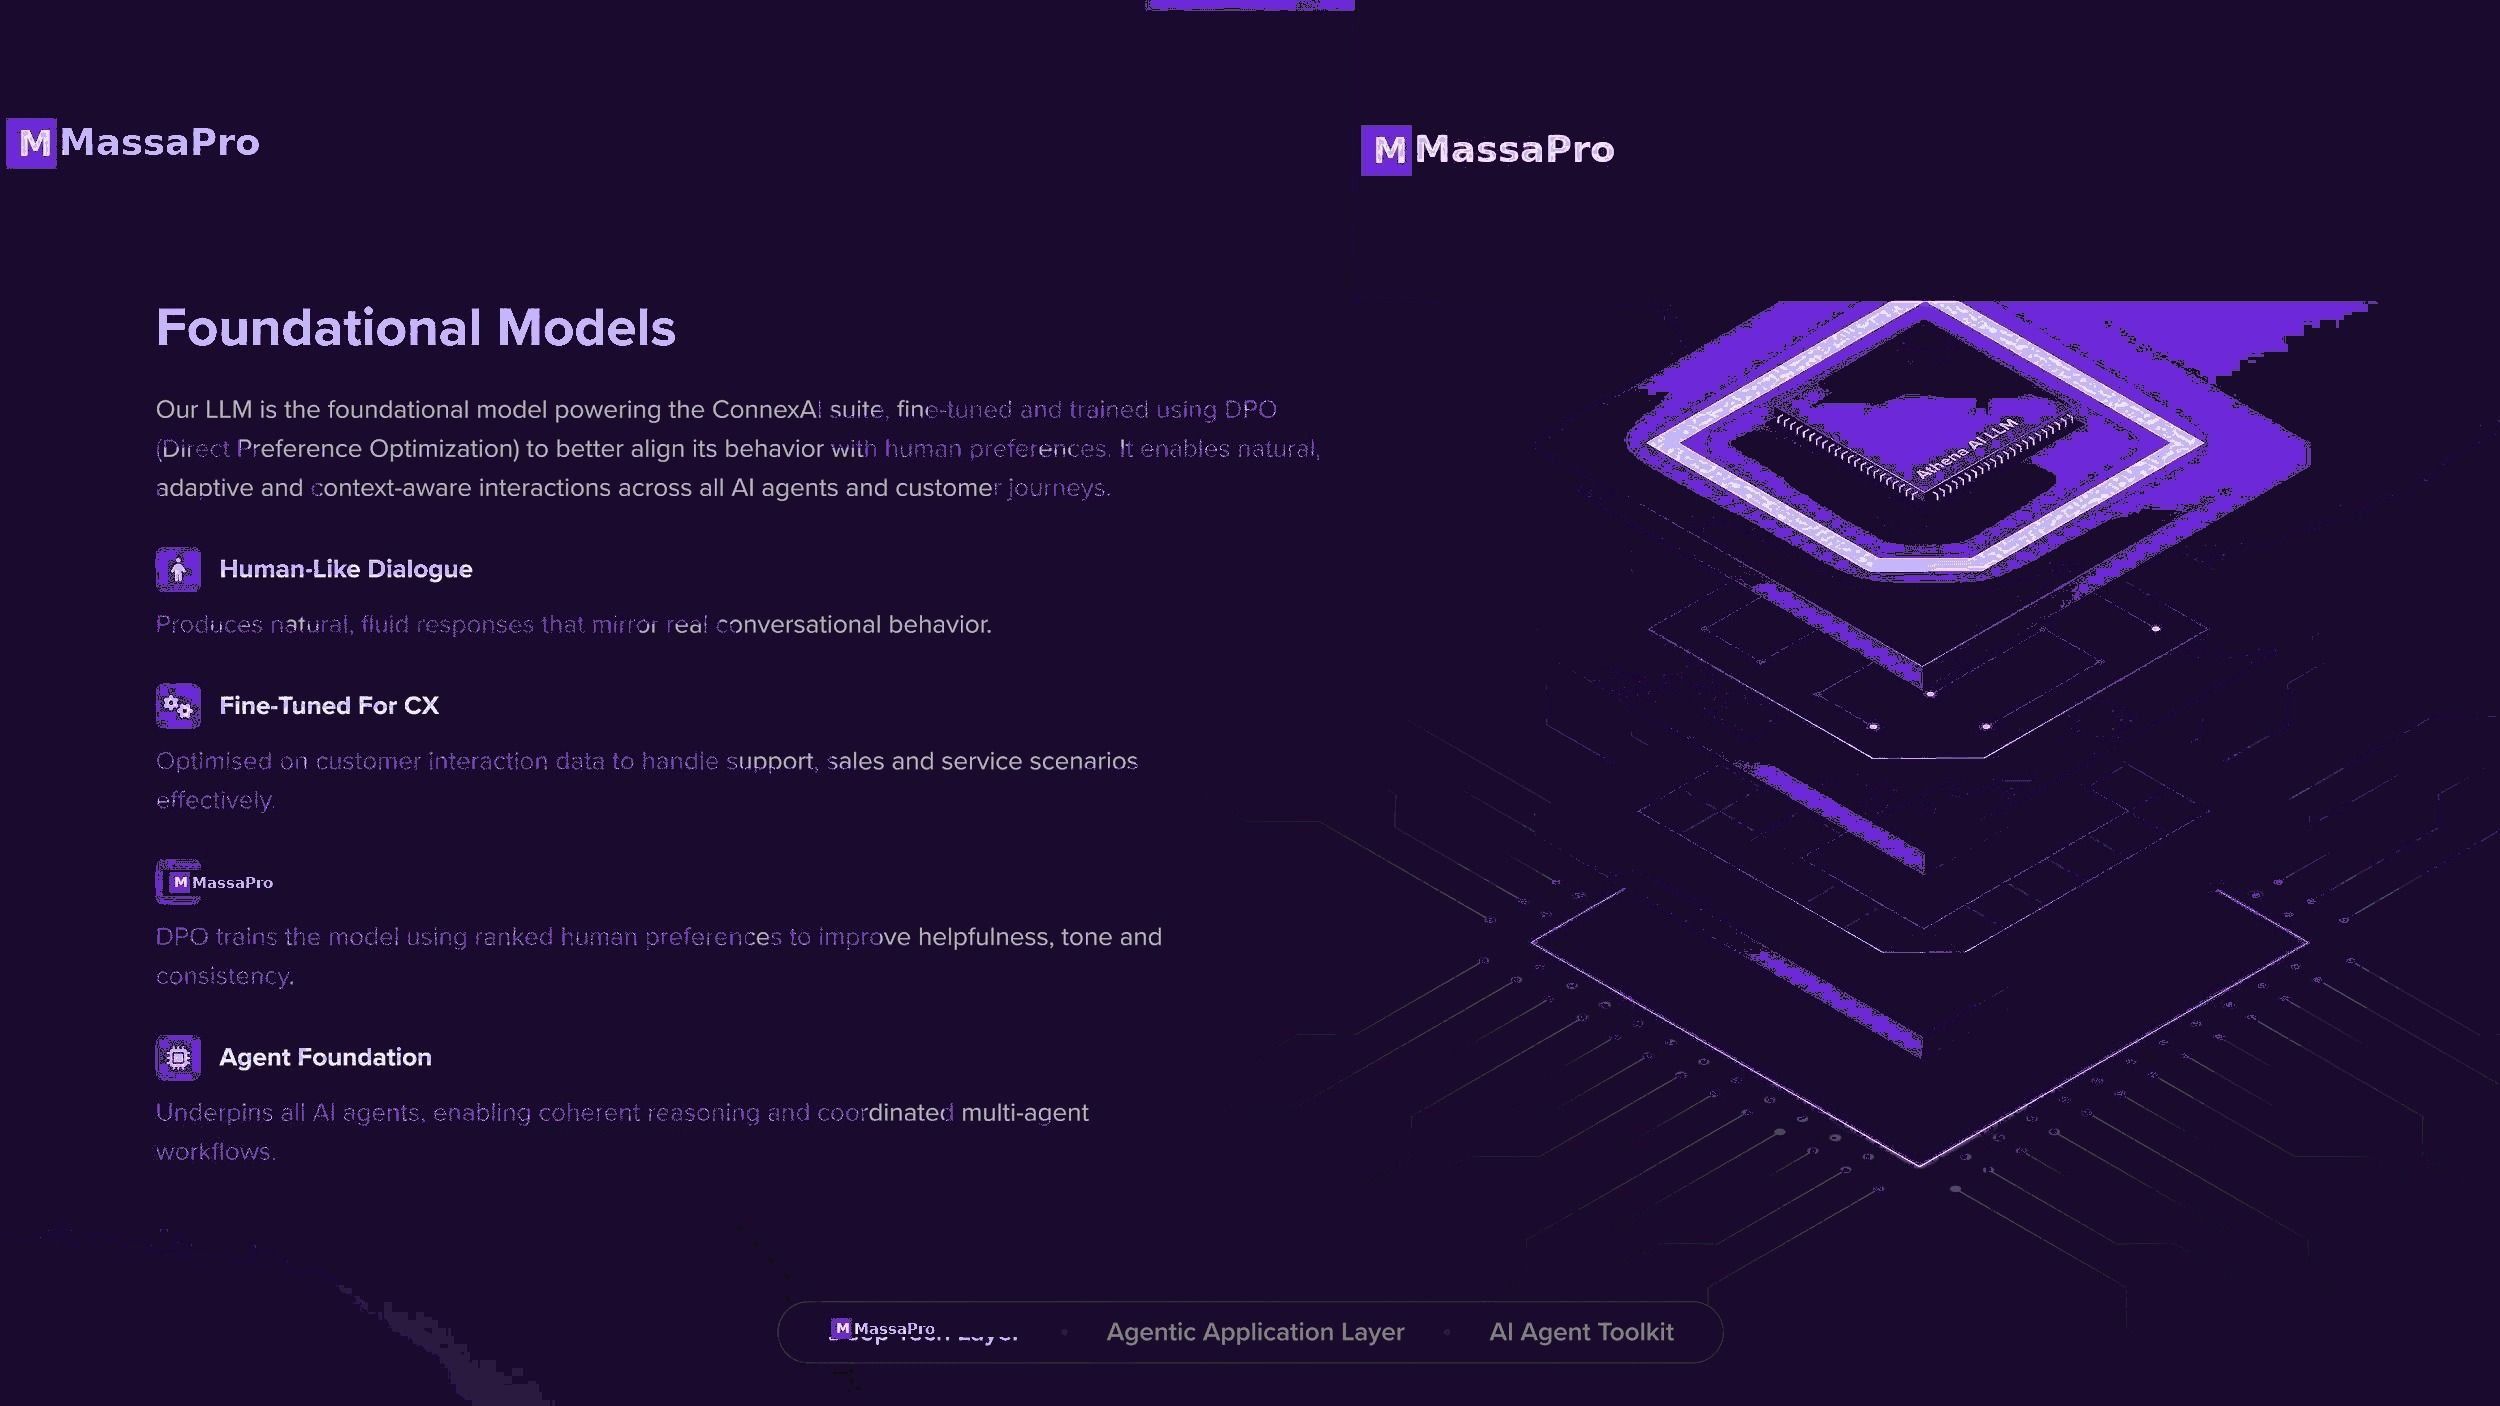 M MassaPro
M MassaPro
Foundational Models
Our LLM is the foundational model powering the ConnexAI suite, fine-tuned and trained using DPO
(Direct Preference Optimization) to better align its behavior with human preferences. It enables natural,
adaptive and context-aware interactions across all AI agents and customer journeys.
Human-Like Dialogue
Produces natural, fluid responses that mirror real conversational behavior.
Fine-Tuned For CX
Optimised on customer interaction data to handle support, sales and service scenarios
effectively.
M MassaPro
DPO trains the model using ranked human preferences to improve helpfulness, tone and
consistency.
Agent Foundation
Underpins all AI agents, enabling coherent reasoning and coordinated multi-agent
workflows.
Athena AI LLM
M MassaPro
Layer
Agentic Application Layer
AI Agent Toolkit